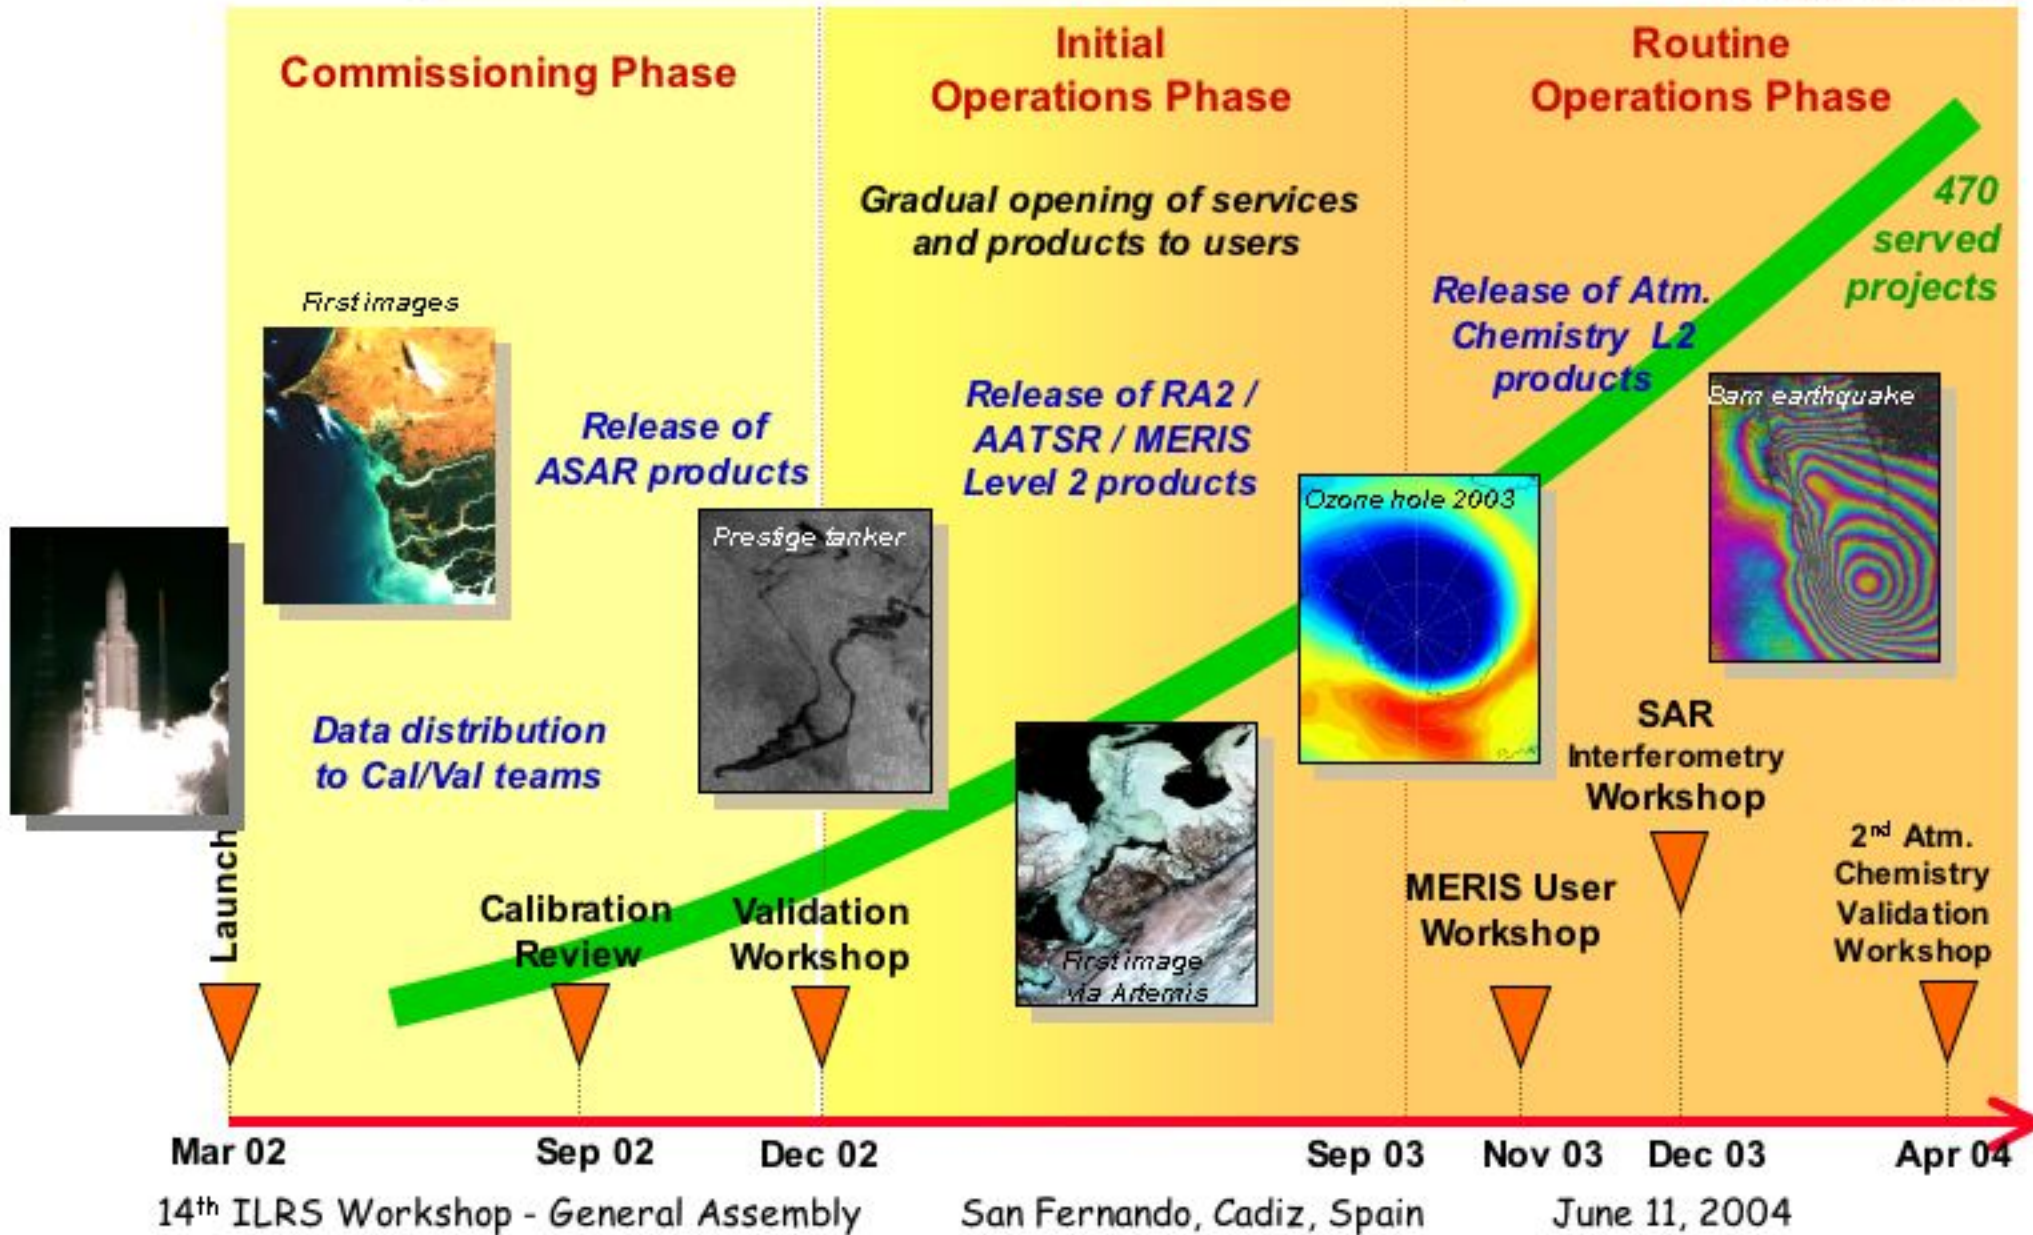 Commissioning Phase
Initial
Operations Phase
Routine
Operations Phase
Gradual opening of services
and products to users
470
served
projects
First images
Release of Atm.
Chemistry L2
products
Release of
ASAR products
Release of RA2 /
AATSR / MERIS
Level 2 products
Bam earthquake
Prestige tanker
Ozone hole 2003
Data distribution
to Cal/Val teams
SAR
Interferometry
Workshop
Launch
Calibration
Review
Validation
Workshop
First image
via Artemis
MERIS User
Workshop
2nd Atm.
Chemistry
Validation
Workshop
Mar 02
Sep 02
Dec 02
Sep 03
Nov 03
Dec 03
Apr 04
14th ILRS Workshop - General Assembly
San Fernando, Cadiz, Spain
June 11, 2004